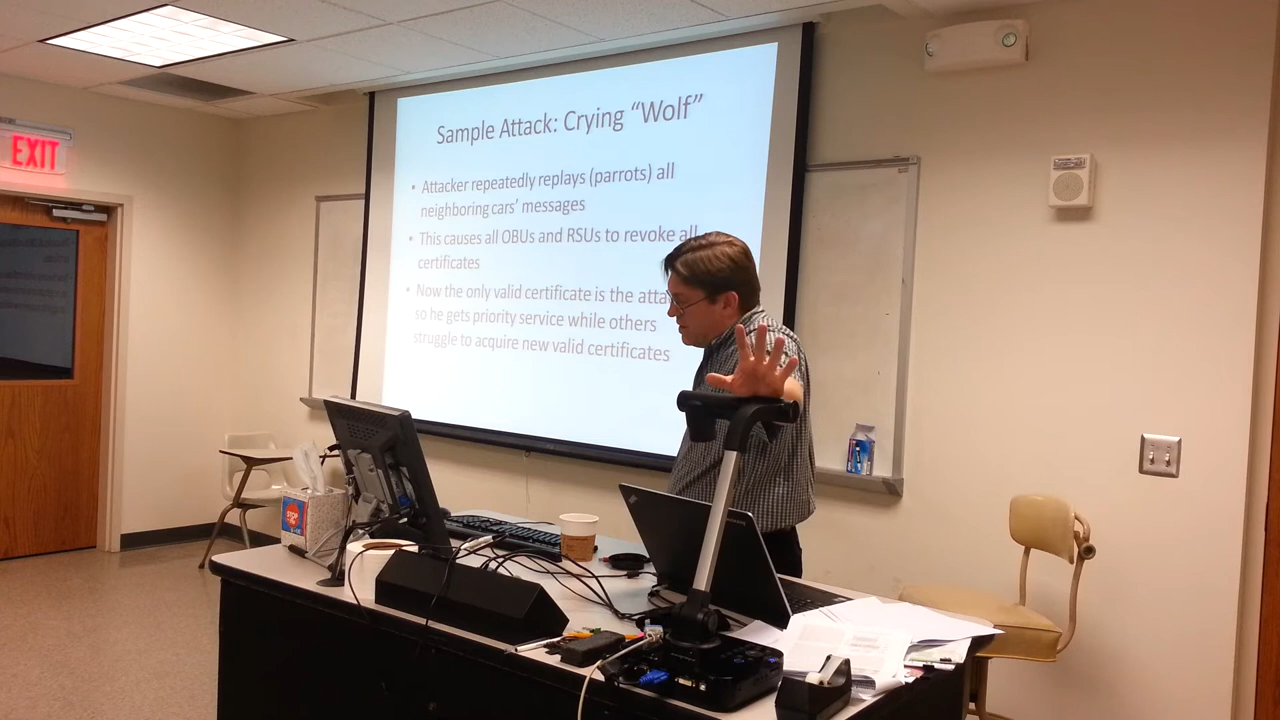 EXIT
Sample Attack: Crying “Wolf”
• Attacker repeatedly replays (parrots) all
neighboring cars’ messages
• This causes all OBUs and RSUs to revoke all
certificates
• Now the only valid certificate is the
so he gets priority service while others
struggle to acquire new valid certificates
STOP